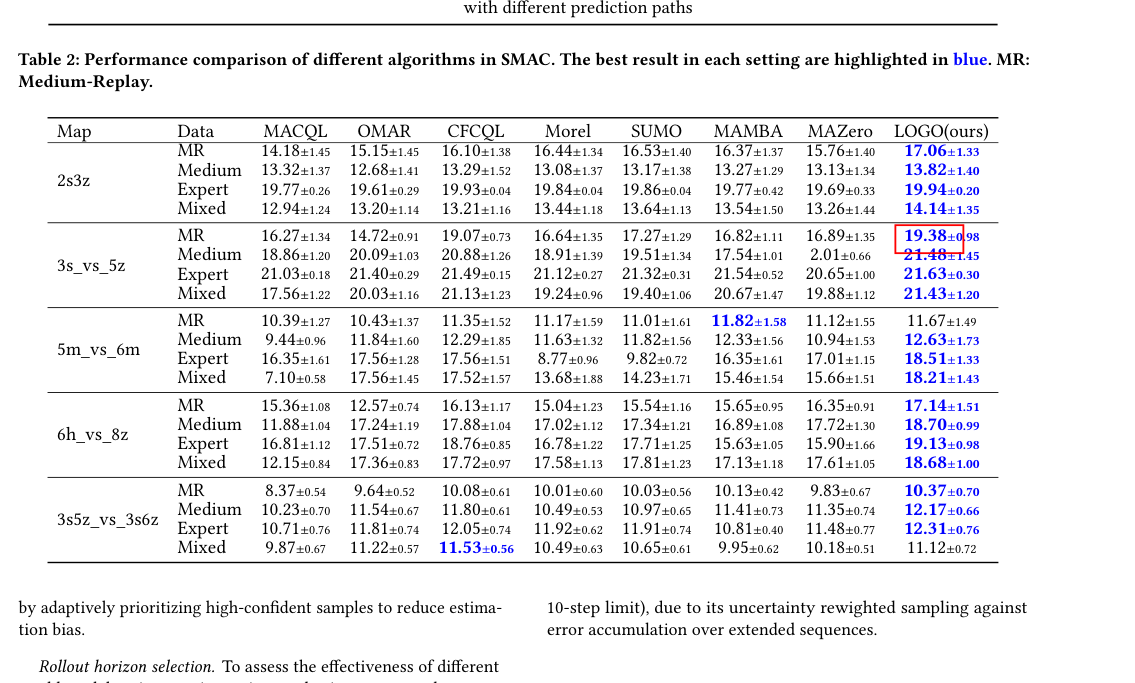 with different prediction paths
Table 2: Performance comparison of different algorithms in SMAC. The best result in each setting are highlighted in blue. MR:
Medium-Replay.
Map Data MACQL OMAR CFCQL Morel SUMO MAMBA MAZero LOGO(ours)
2s3z
MR 14.18±1.45 15.15±1.45 16.10±1.38 16.44±1.34 16.53±1.40 16.37±1.37 15.76±1.40 17.06±1.33
Medium 13.32±1.37 12.68±1.41 13.29±1.52 13.08±1.37 13.17±1.38 13.27±1.29 13.13±1.34 13.82±1.40
Expert 19.77±0.26 19.61±0.29 19.93±0.04 19.84±0.04 19.86±0.04 19.77±0.42 19.69±0.33 19.94±0.20
Mixed 12.94±1.24 13.20±1.14 13.21±1.16 13.44±1.18 13.64±1.13 13.54±1.50 13.26±1.44 14.14±1.35
3s_vs_5z
MR 16.27±1.34 14.72±0.91 19.07±0.73 16.64±1.35 17.27±1.29 16.82±1.11 16.89±1.35 19.38±0.98
Medium 18.86±1.20 20.09±1.03 20.88±1.26 18.91±1.39 19.51±1.34 17.54±1.01 2.01±0.66 21.48±1.45
Expert 21.03±0.18 21.40±0.29 21.49±0.15 21.12±0.27 21.32±0.31 21.54±0.52 20.65±1.00 21.63±0.30
Mixed 17.56±1.22 20.03±1.16 21.13±1.23 19.24±0.96 19.40±1.06 20.67±1.47 19.88±1.12 21.43±1.20
5m_vs_6m
MR 10.39±1.27 10.43±1.37 11.35±1.52 11.17±1.59 11.01±1.61 11.82±1.58 11.12±1.55 11.67±1.49
Medium 9.44±0.96 11.84±1.60 12.29±1.85 11.63±1.32 11.82±1.56 12.33±1.56 10.94±1.53 12.63±1.73
Expert 16.35±1.61 17.56±1.28 17.56±1.51 8.77±0.96 9.82±0.72 16.35±1.61 17.01±1.15 18.51±1.33
Mixed 7.10±0.58 17.56±1.45 17.52±1.57 13.68±1.88 14.23±1.71 15.46±1.54 15.66±1.51 18.21±1.43
6h_vs_8z
MR 15.36±1.08 12.57±0.74 16.13±1.17 15.04±1.23 15.54±1.16 15.65±0.95 16.35±0.91 17.14±1.51
Medium 11.88±1.04 17.24±1.19 17.88±1.04 17.02±1.12 17.34±1.21 16.89±1.08 17.72±1.30 18.70±0.99
Expert 16.81±1.12 17.51±0.72 18.76±0.85 16.78±1.22 17.71±1.25 15.63±1.05 15.90±1.66 19.13±0.98
Mixed 12.15±0.84 17.36±0.83 17.72±0.97 17.58±1.13 17.81±1.23 17.13±1.18 17.61±1.05 18.68±1.00
3s5z_vs_3s6z
MR 8.37±0.54 9.64±0.52 10.08±0.61 10.01±0.60 10.03±0.56 10.13±0.42 9.83±0.67 10.37±0.70
Medium 10.23±0.70 11.54±0.67 11.80±0.61 10.49±0.53 10.97±0.65 11.41±0.73 11.35±0.74 12.17±0.66
Expert 10.71±0.76 11.81±0.74 12.05±0.74 11.92±0.62 11.91±0.74 10.81±0.40 11.48±0.77 12.31±0.76
Mixed 9.87±0.67 11.22±0.57 11.53±0.56 10.49±0.63 10.65±0.61 9.95±0.62 10.18±0.51 11.12±0.72
by adaptively prioritizing high-confident samples to reduce estima-
tion bias.
Rollout horizon selection. To assess the effectiveness of different
10-step limit), due to its uncertainty rewighted sampling against
error accumulation over extended sequences.